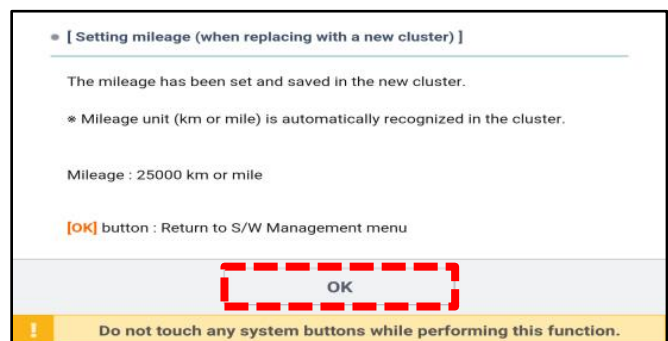 [ Setting mileage (when replacing with a new cluster) ]
The mileage has been set and saved in the new cluster.
※ Mileage unit (km or mile) is automatically recognized in the cluster.
Mileage : 25000 km or mile
[OK] button : Return to S/W Management menu
OK
! Do not touch any system buttons while performing this function.